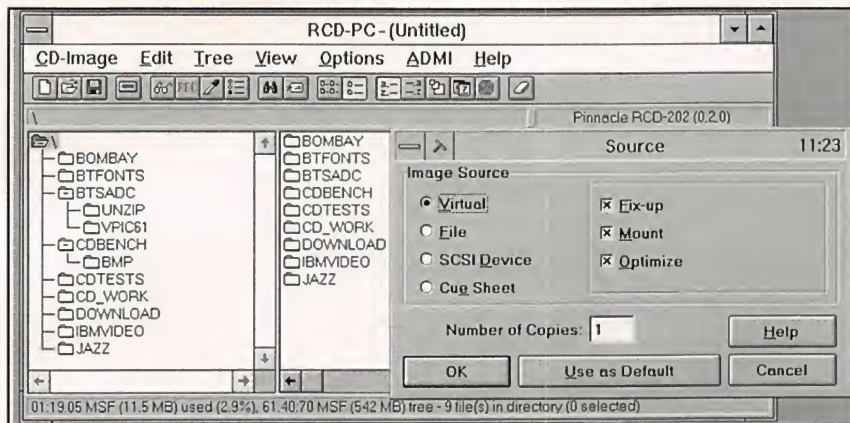 RCD-PC - (Untitled)
CD-Image Edit Tree View Options ADMI Help
\ Pinnacle RCD-202 (0,2,0)
\
BOMBAY
BTFONTS
BTSADC
UNZIP
VPIC61
CDBENCH
BMP
CDTESTS
CD_WORK
DOWNLOAD
IBMVIDEO
JAZZ
BOMBAY
BTFONTS
BTSADC
CDBENCH
CDTESTS
CD_WORK
DOWNLOAD
IBMVIDEO
JAZZ
Source 11:23
Image Source
Virtual
File
SCSI Device
Cue Sheet
Fix-up
Mount
Optimize
Number of Copies: 1
Help
OK
Use as Default
Cancel
01:19.05 MSF (11.5 MB) used (2.9%), 61:40:70 MSF (542 MB) tree - 9 file(s) in directory (0 selected)